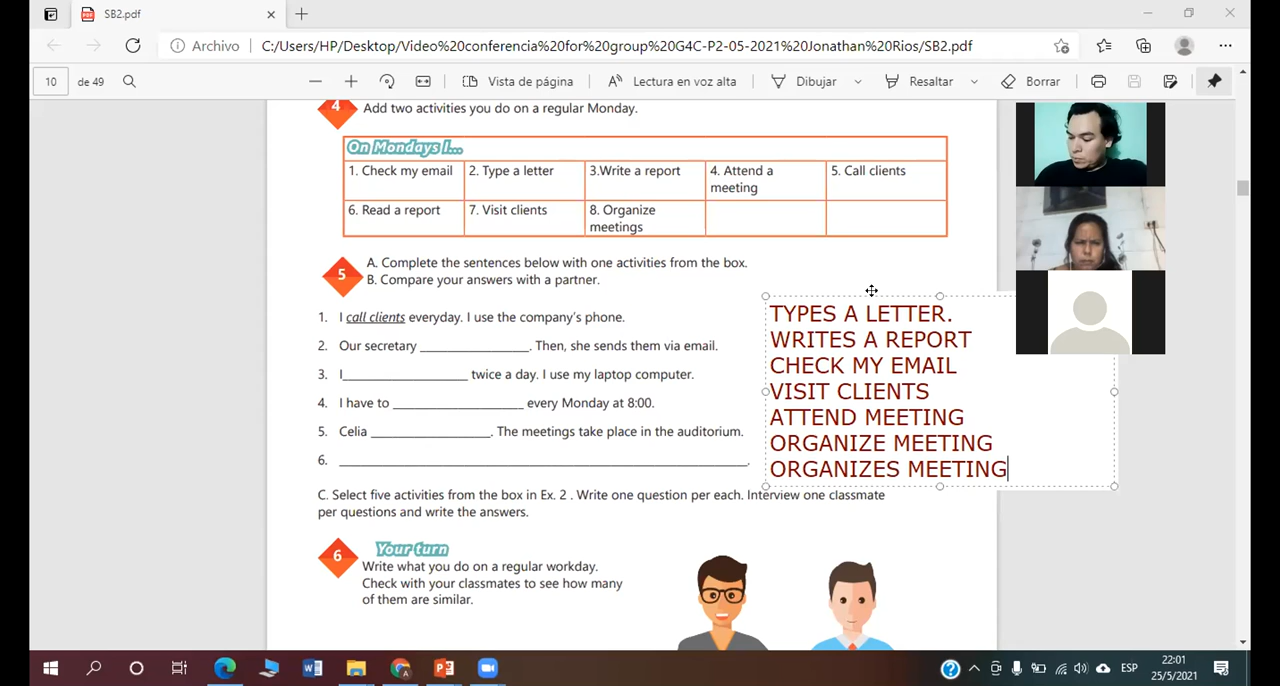 SB2.pdf
Archivo
C:/Users/HP/Desktop/Video%20conferencia%20for%20group%20G4C-P2-05-2021%20Jonathan%20Rios/SB2.pdf
10 de 49
Vista de página
Lectura en voz alta
Dibujar
Resaltar
Borrar
4 Add two activities you do on a regular Monday.
On Mondays I...
1. Check my email 2. Type a letter 3.Write a report 4. Attend a meeting 5. Call clients
6. Read a report 7. Visit clients 8. Organize meetings
5 A. Complete the sentences below with one activities from the box.
B. Compare your answers with a partner.
1. I call clients everyday. I use the company's phone.
2. Our secretary __________________. Then, she sends them via email.
3. I_____________________ twice a day. I use my laptop computer.
4. I have to ______________________ every Monday at 8:00.
5. Celia ____________________. The meetings take place in the auditorium.
6. ____________________________________________________________________.
TYPES A LETTER.
WRITES A REPORT
CHECK MY EMAIL
VISIT CLIENTS
ATTEND MEETING
ORGANIZE MEETING
ORGANIZES MEETING
C. Select five activities from the box in Ex. 2 . Write one question per each. Interview one classmate
per questions and write the answers.
6 Your turn
Write what you do on a regular workday.
Check with your classmates to see how many
of them are similar.
ESP
22:01
25/5/2021